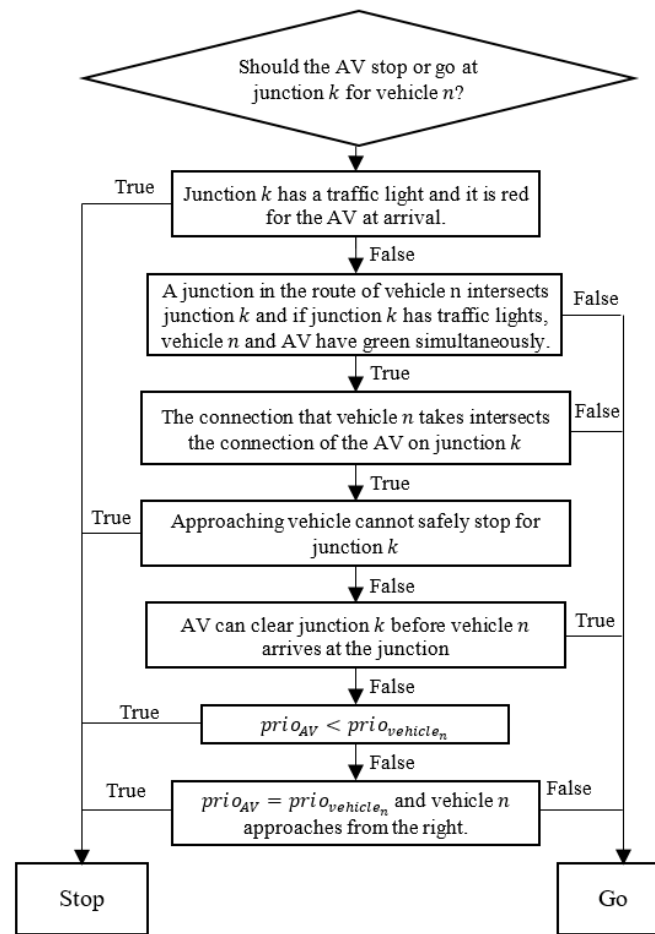 Should the AV stop or go at
junction k for vehicle n?
True
Junction k has a traffic light and it is red
for the AV at arrival.
False
A junction in the route of vehicle n intersects
junction k and if junction k has traffic lights,
vehicle n and AV have green simultaneously.
False
True
The connection that vehicle n takes intersects
the connection of the AV on junction k
False
True
True
Approaching vehicle cannot safely stop for
junction k
False
AV can clear junction k before vehicle n
arrives at the junction
True
False
True
prio_AV < prio_vehicle_n
False
True
prio_AV = prio_vehicle_n and vehicle n
approaches from the right.
False
Stop
Go